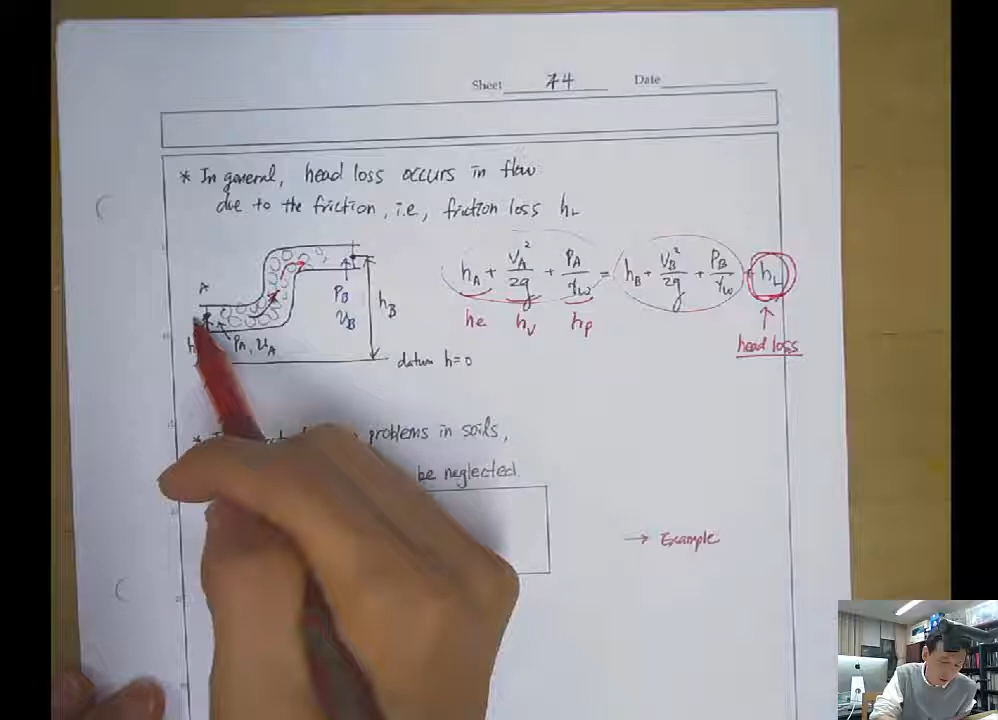 Sheet 74 Date
* In general, head loss occurs in flow
due to the friction, i.e., friction loss hL
A
PA, VA
PB
VB
hB
datum h=0
hA + VA²/2g + PA/γw = hB + VB²/2g + PB/γw + hL
he hv hp
head loss
problems in soils,
be neglected.
→ Example